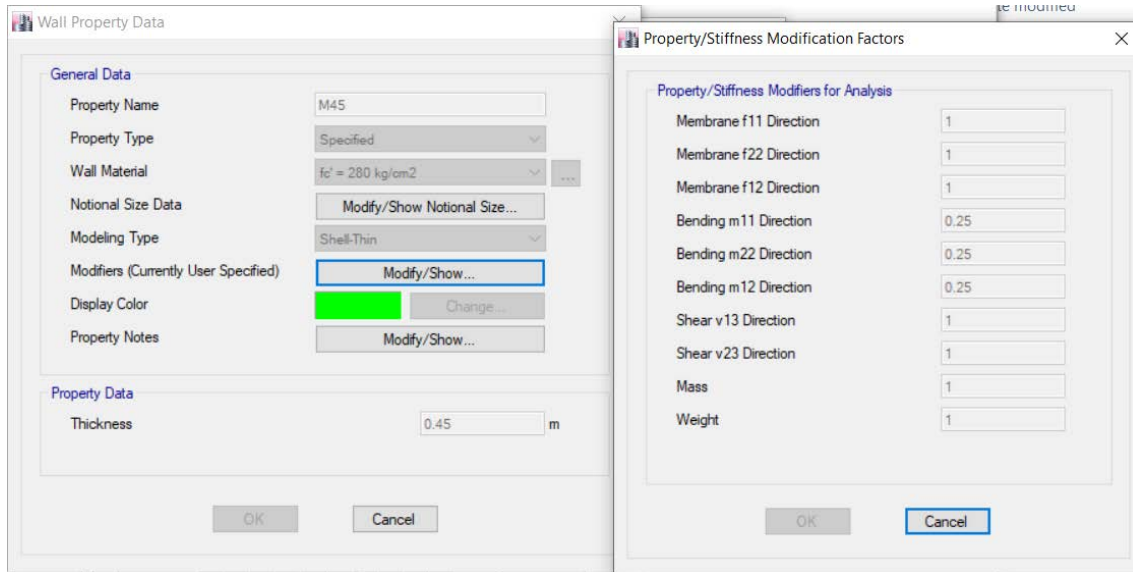 te modified
Wall Property Data
General Data
Property Name M45
Property Type Specified
Wall Material fc' = 280 kg/cm2 ...
Notional Size Data Modify/Show Notional Size...
Modeling Type Shell-Thin
Modifiers (Currently User Specified) Modify/Show...
Display Color Change...
Property Notes Modify/Show...
Property Data
Thickness 0.45 m
OK Cancel
Property/Stiffness Modification Factors
Property/Stiffness Modifiers for Analysis
Membrane f11 Direction 1
Membrane f22 Direction 1
Membrane f12 Direction 1
Bending m11 Direction 0.25
Bending m22 Direction 0.25
Bending m12 Direction 0.25
Shear v13 Direction 1
Shear v23 Direction 1
Mass 1
Weight 1
OK Cancel